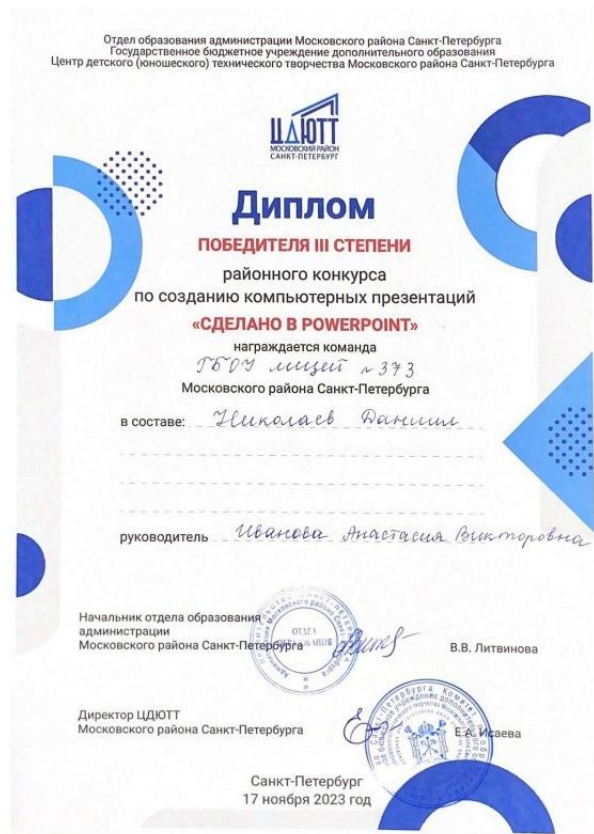 Отдел образования администрации Московского района Санкт-Петербурга
Государственное бюджетное учреждение дополнительного образования
Центр детского (юношеского) технического творчества Московского района Санкт-Петербурга
ЦДЮТТ
МОСКОВСКИЙ РАЙОН
САНКТ-ПЕТЕРБУРГ
Диплом
ПОБЕДИТЕЛЯ III СТЕПЕНИ
районного конкурса
по созданию компьютерных презентаций
«СДЕЛАНО В POWERPOINT»
награждается команда
ГБОУ лицей №373
Московского района Санкт-Петербурга
в составе: Николаев Даниил
руководитель Иванова Анастасия Викторовна
Начальник отдела образования
администрации
Московского района Санкт-Петербурга
В.В. Литвинова
ОТДЕЛ
ОБРАЗОВАНИЯ
Директор ЦДЮТТ
Московского района Санкт-Петербурга
Е.А. Исаева
Санкт-Петербург
17 ноября 2023 год